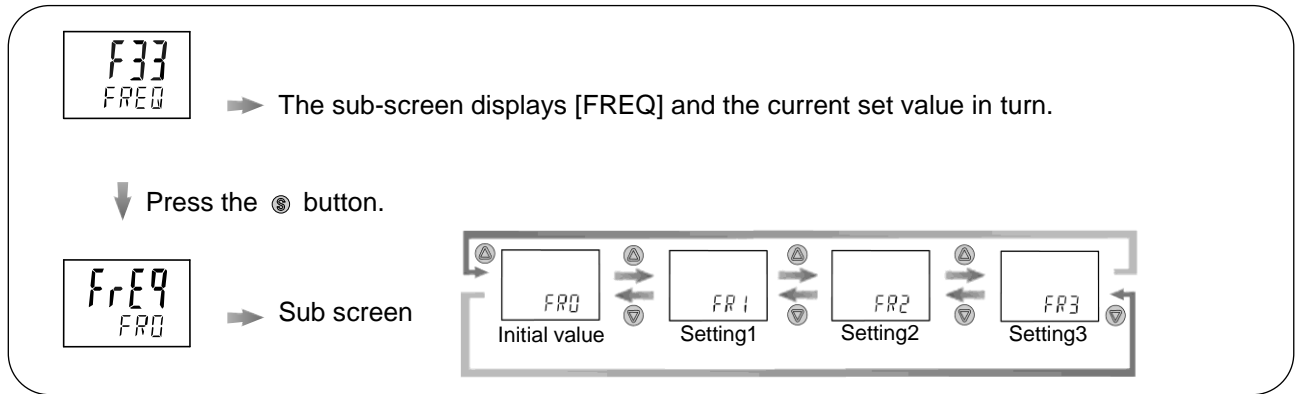 F33
FREQ
The sub-screen displays [FREQ] and the current set value in turn.
Press the S button.
FrEq
FR0
Sub screen
FR0
FR1
FR2
FR3
Initial value
Setting1
Setting2
Setting3